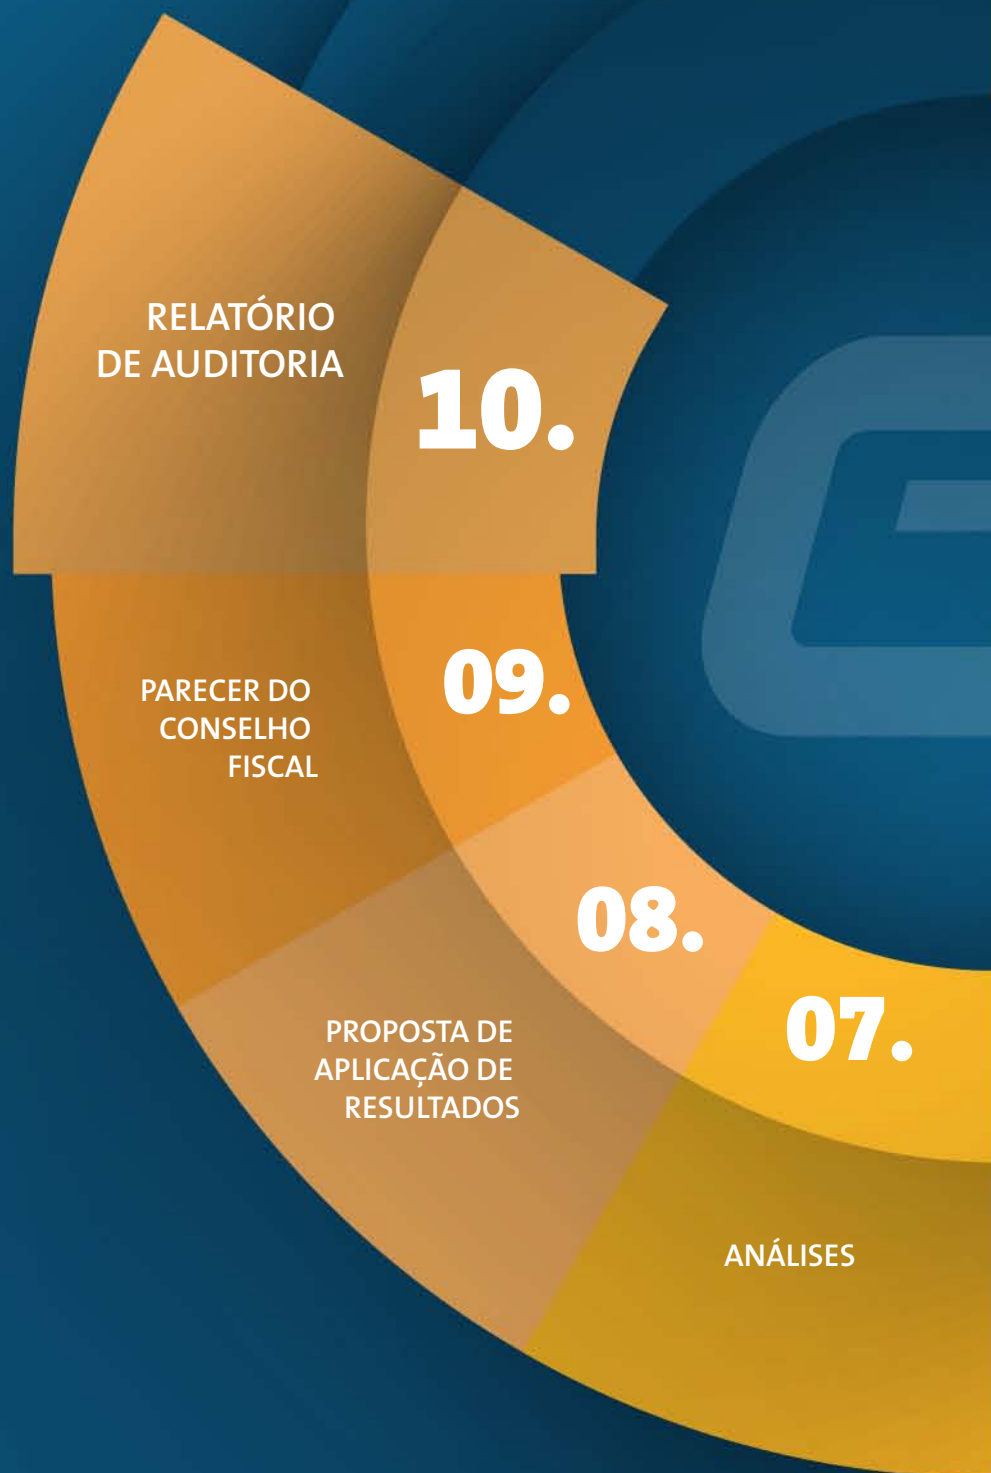 RELATÓRIO
DE AUDITORIA
10.
PARECER DO
CONSELHO
FISCAL
09.
PROPOSTA DE
APLICAÇÃO DE
RESULTADOS
08.
ANÁLISES
07.